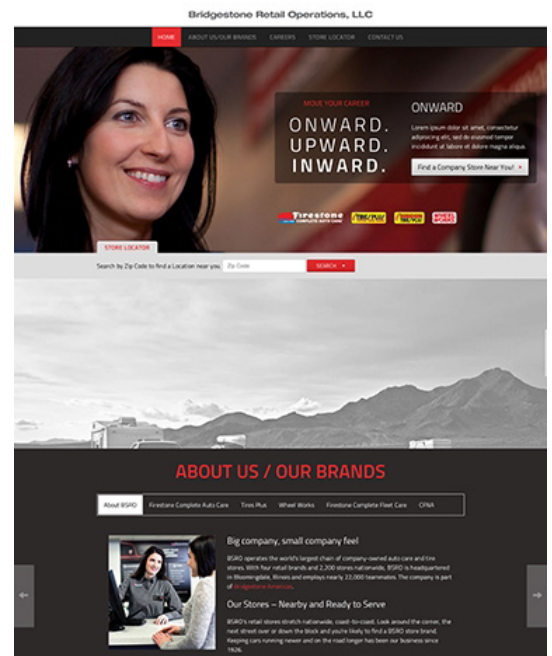 Bridgestone Retail Operations, LLC
HOME ABOUT US/OUR BRANDS CAREERS STORE LOCATOR CONTACT US
MOVE YOUR CAREER
ONWARD.
UPWARD.
INWARD.
ONWARD
Lorem ipsum dolor sit amet, consectetur
adipisicing elit, sed do eiusmod tempor
incididunt ut labore et dolore magna aliqua.
Find a Company Store Near You!
Firestone
COMPLETE AUTO CARE
STORE LOCATOR
Search by Zip Code to find a Location near you. Zip Code SEARCH
ABOUT US / OUR BRANDS
About BSRO Firestone Complete Auto Care Tires Plus Wheel Works Firestone Complete Fleet Care CFNA
Big company, small company feel
BSRO operates the world's largest chain of company-owned auto care and tire
stores. With four retail brands and 2,200 stores nationwide, BSRO is headquartered
in Bloomingdale, Illinois and employs nearly 22,000 teammates. The company is part
of Bridgestone Americas.
Our Stores – Nearby and Ready to Serve
BSRO's retail stores stretch nationwide, coast-to-coast. Look around the corner, the
next street over or down the block and you're likely to find a BSRO store brand.
Keeping cars running newer and on the road longer has been our business since
1926.